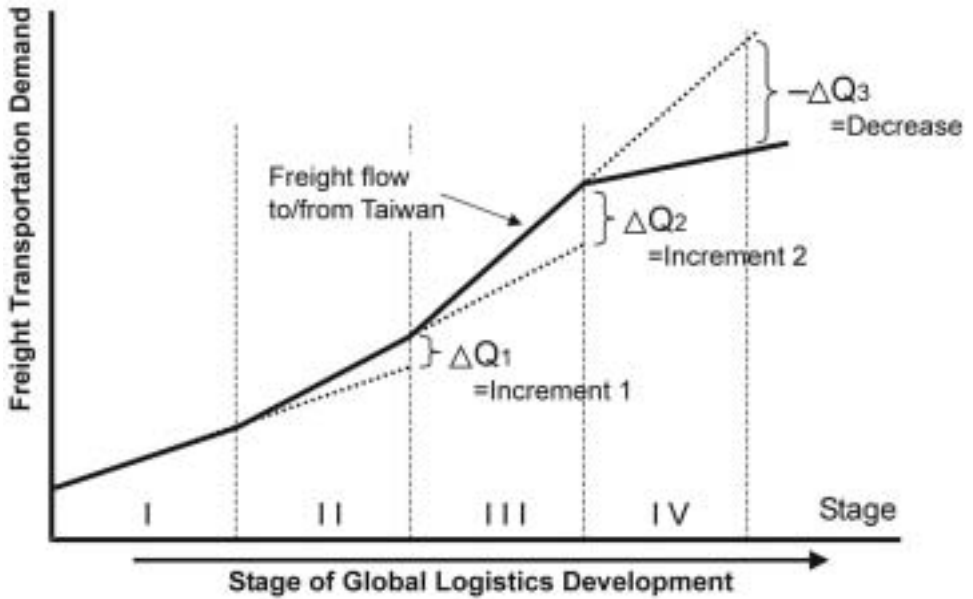 Freight Transportation Demand
−△Q3
=Decrease
Freight flow
to/from Taiwan
△Q2
=Increment 2
△Q1
=Increment 1
I II III IV Stage
Stage of Global Logistics Development